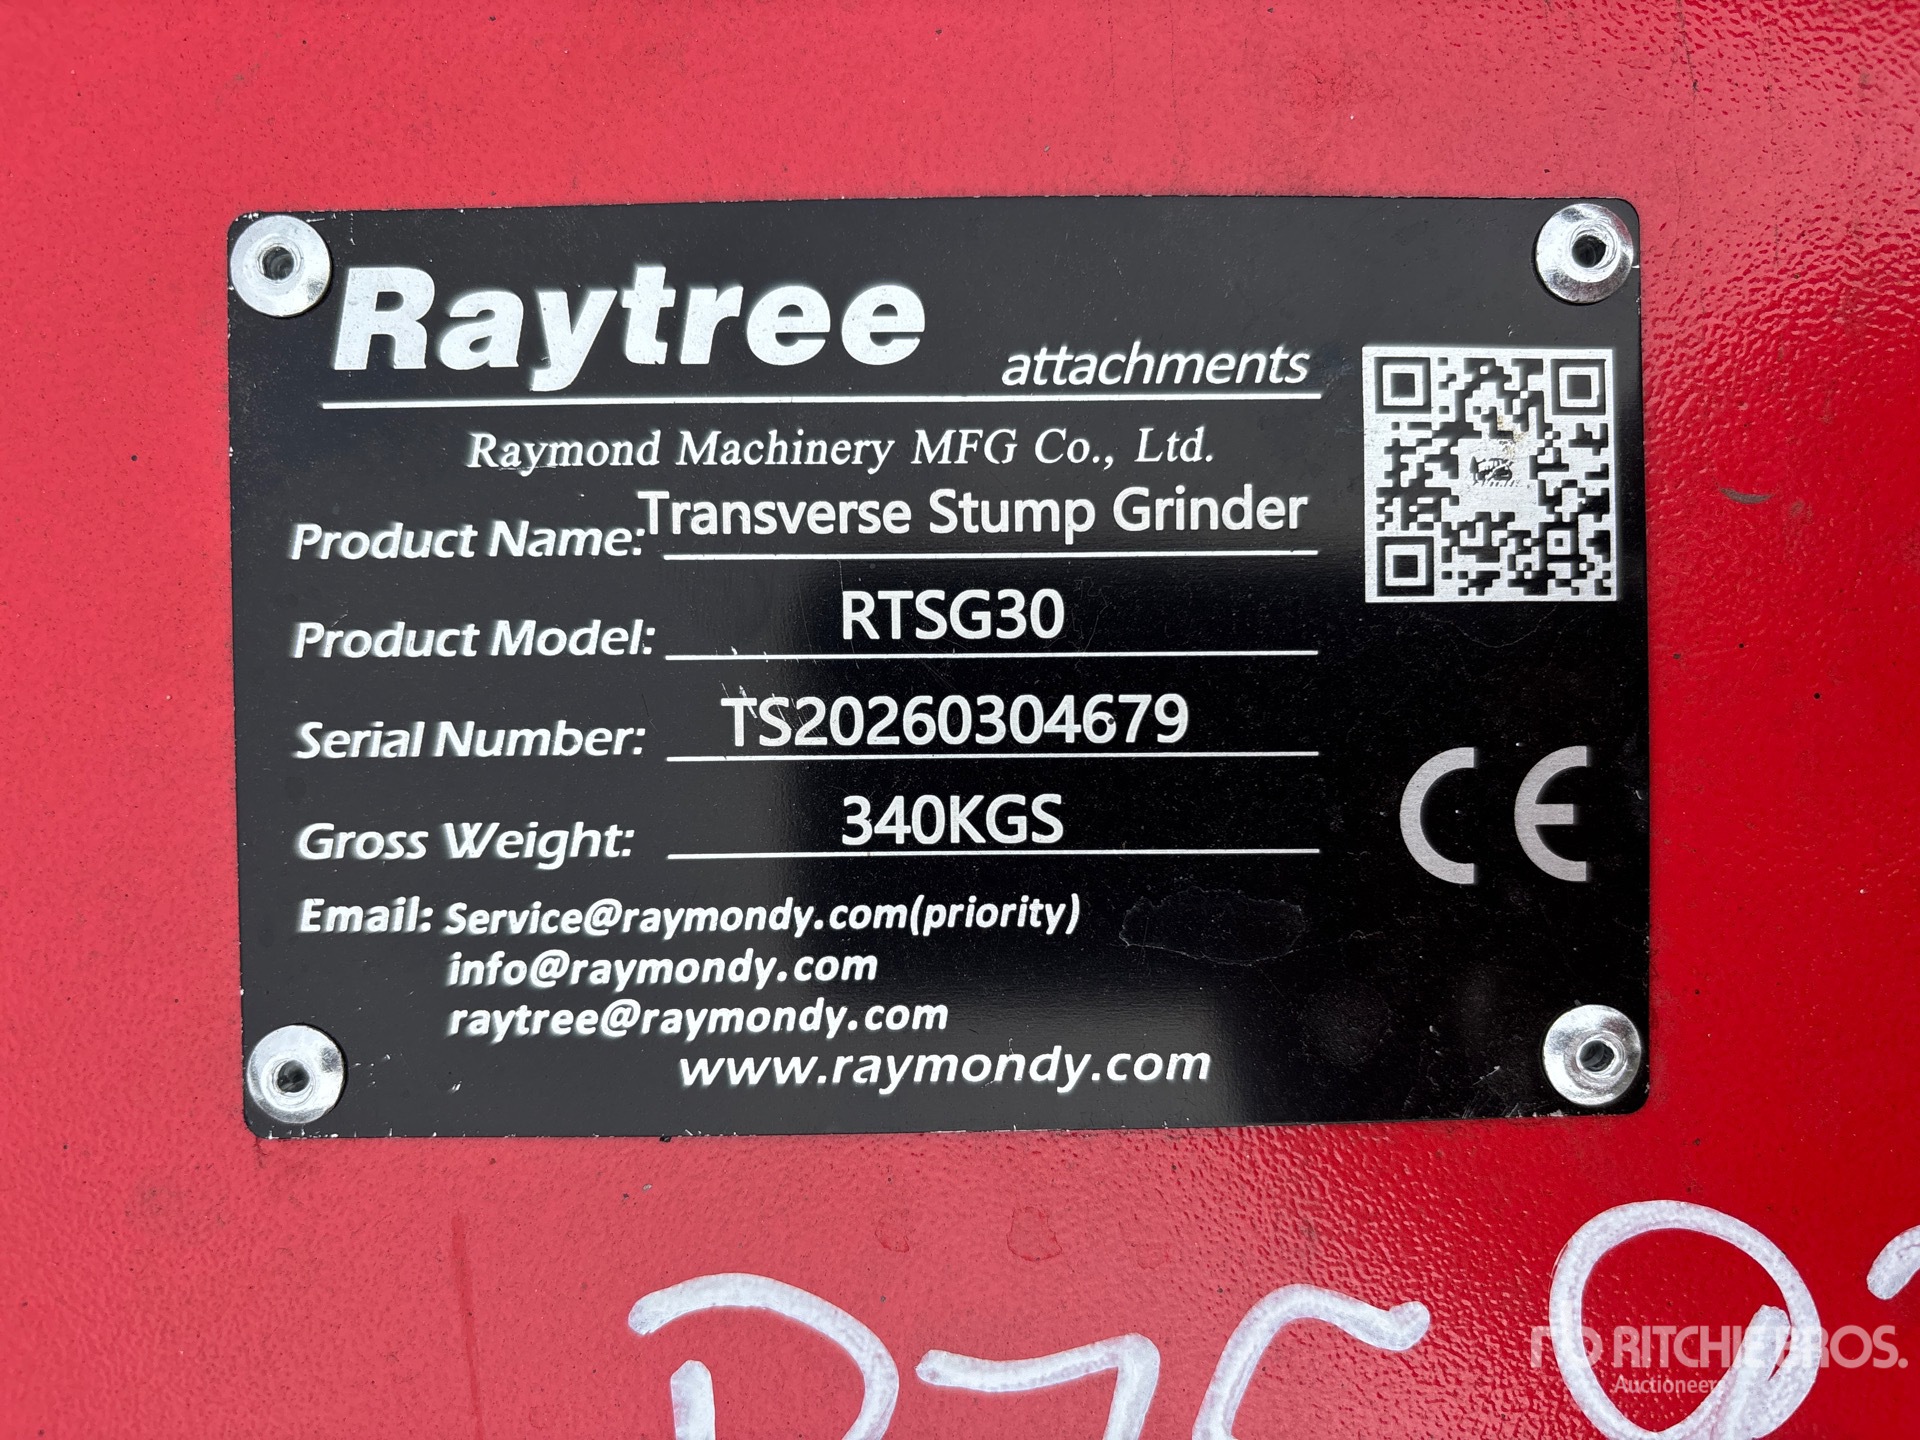 Raytree
attachments
Raymond Machinery MFG Co., Ltd.
Product Name: Transverse Stump Grinder
Product Model: RTSG30
Serial Number: TS20260304679
Gross Weight: 340KGS
CE
Email: Service@raymondy.com(priority)
info@raymondy.com
raytree@raymondy.com
www.raymondy.com
RITCHIE BROS.
Auctioneers